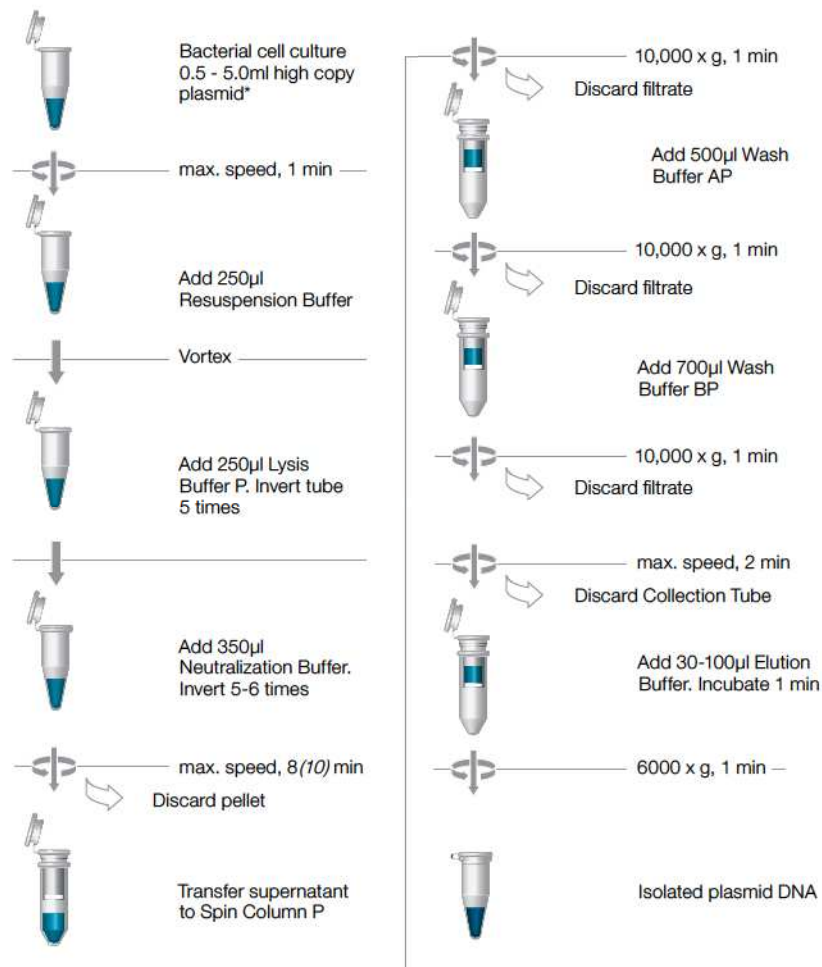 Bacterial cell culture
0.5 - 5.0ml high copy
plasmid*
max. speed, 1 min
Add 250µl
Resuspension Buffer
Vortex
Add 250µl Lysis
Buffer P. Invert tube
5 times
Add 350µl
Neutralization Buffer.
Invert 5-6 times
max. speed, 8(10) min
Discard pellet
Transfer supernatant
to Spin Column P
10,000 x g, 1 min
Discard filtrate
Add 500µl Wash
Buffer AP
10,000 x g, 1 min
Discard filtrate
Add 700µl Wash
Buffer BP
10,000 x g, 1 min
Discard filtrate
max. speed, 2 min
Discard Collection Tube
Add 30-100µl Elution
Buffer. Incubate 1 min
6000 x g, 1 min
Isolated plasmid DNA